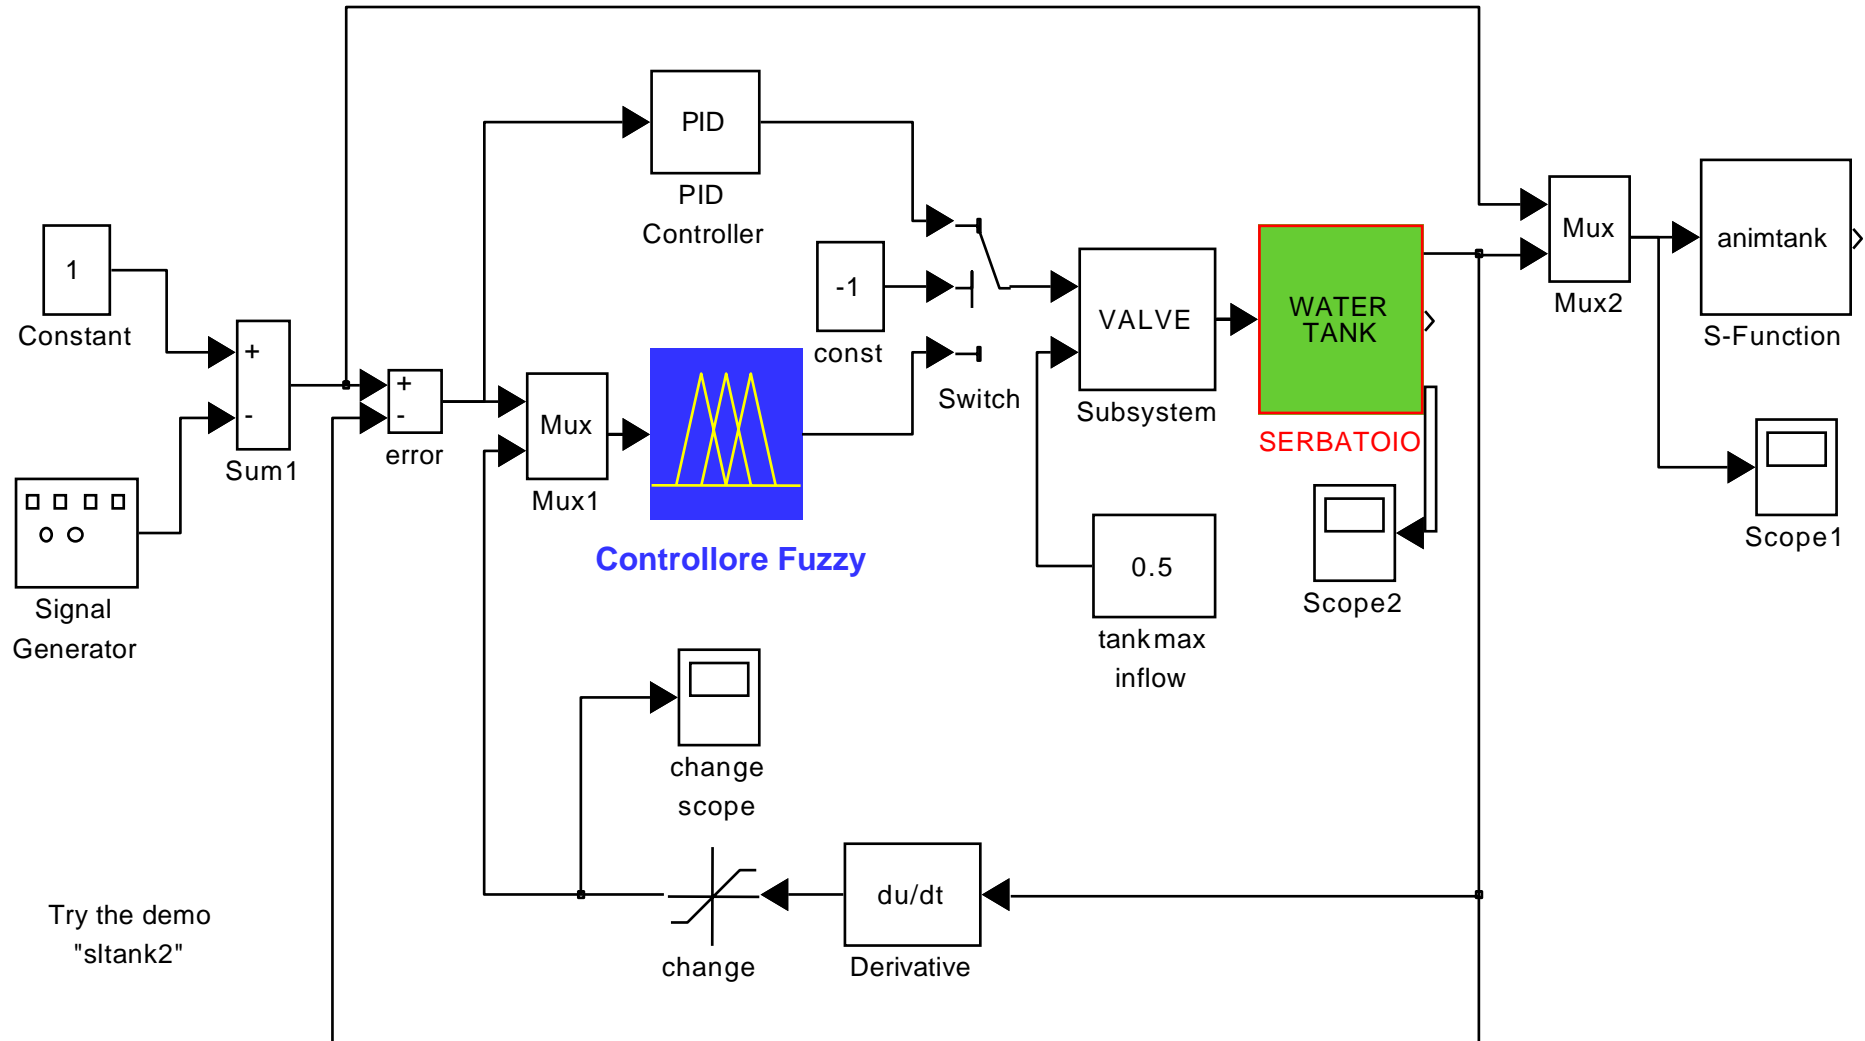 PID
PID
Controller
1
Constant
+
-
Sum1
Signal
Generator
+
-
error
Mux
Mux1
Controllore Fuzzy
-1
const
Switch
VALVE
Subsystem
0.5
tankmax
inflow
WATER
TANK
SERBATOIO
Scope2
Mux
Mux2
animtank
S-Function
Scope1
change
scope
change
du/dt
Derivative
Try the demo
"sltank2"